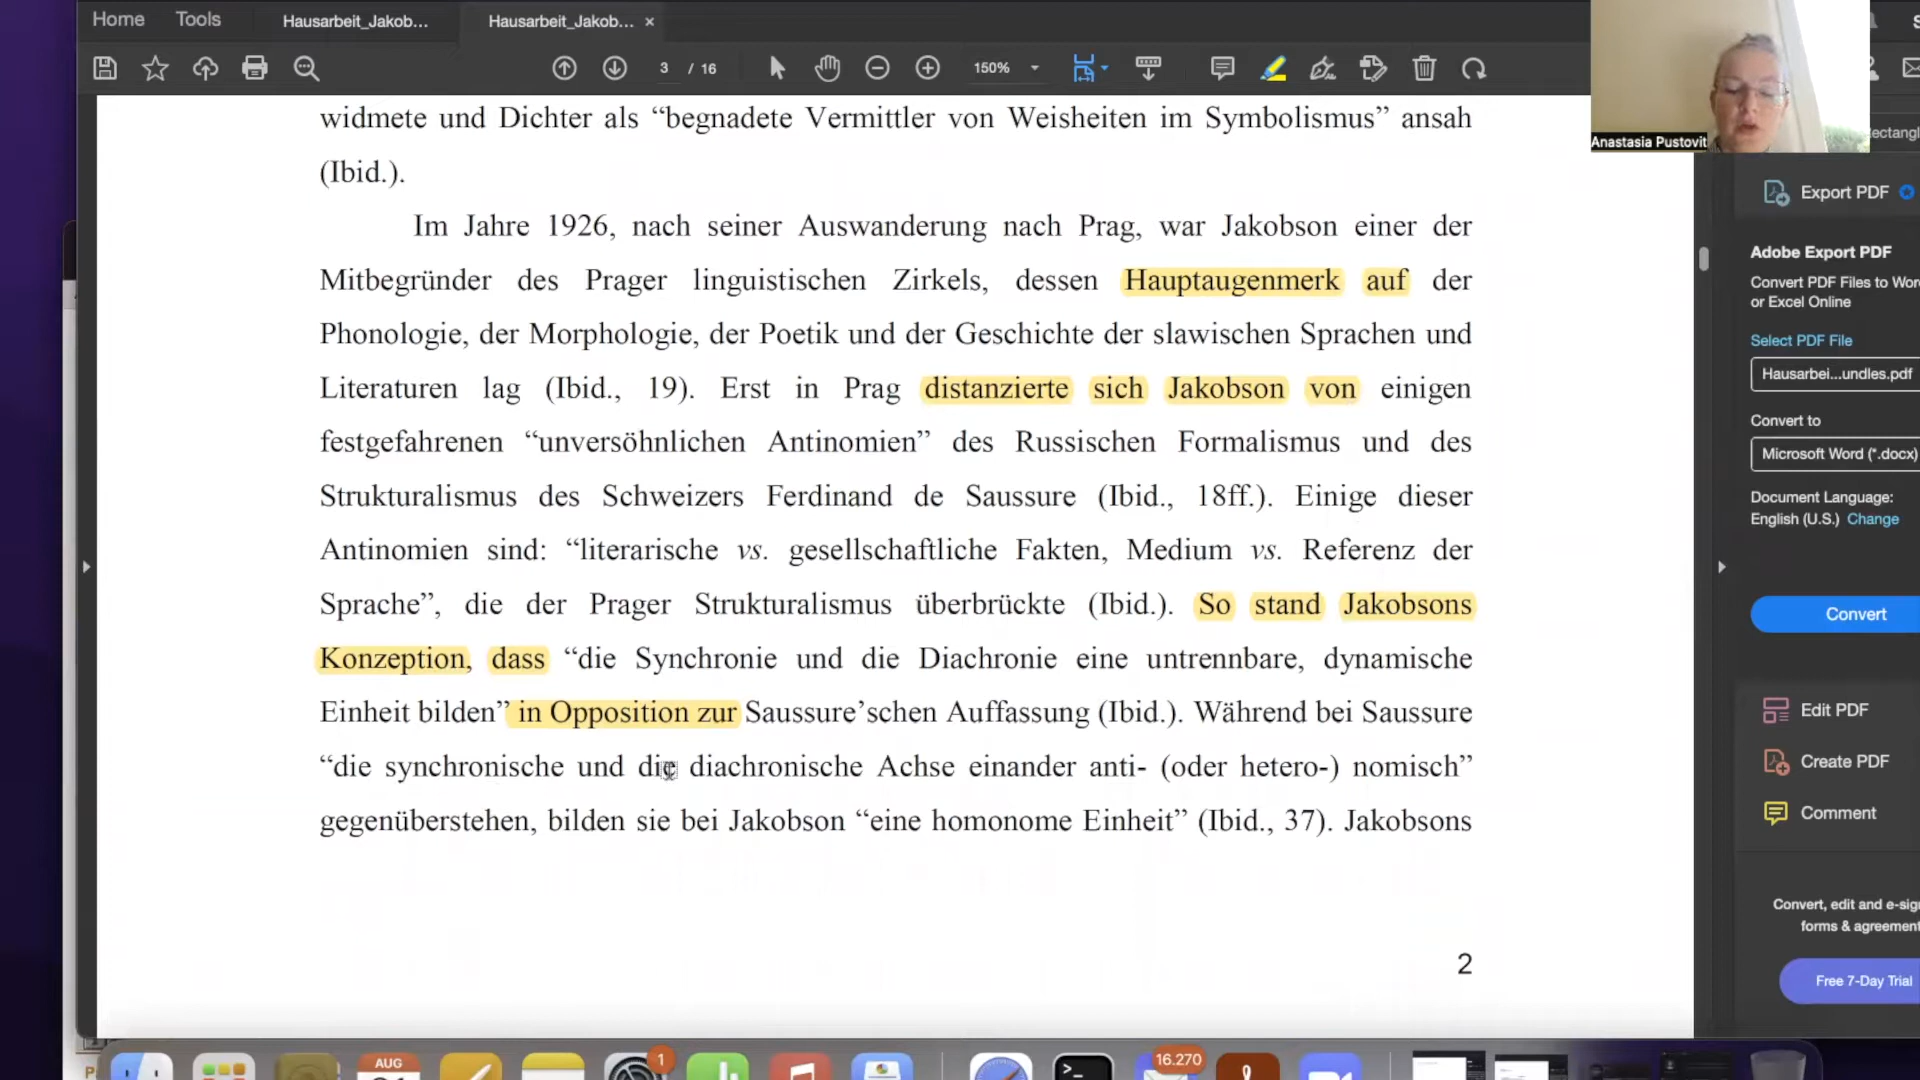 Home
Tools
Hausarbeit_Jakob...
Hausarbeit_Jakob...
3 / 16
150%
Anastasia Pustovit
widmete und Dichter als “begnadete Vermittler von Weisheiten im Symbolismus” ansah
(Ibid.).
Im Jahre 1926, nach seiner Auswanderung nach Prag, war Jakobson einer der
Mitbegründer des Prager linguistischen Zirkels, dessen Hauptaugenmerk auf der
Phonologie, der Morphologie, der Poetik und der Geschichte der slawischen Sprachen und
Literaturen lag (Ibid., 19). Erst in Prag distanzierte sich Jakobson von einigen
festgefahrenen “unversöhnlichen Antinomien” des Russischen Formalismus und des
Strukturalismus des Schweizers Ferdinand de Saussure (Ibid., 18ff.). Einige dieser
Antinomien sind: “literarische vs. gesellschaftliche Fakten, Medium vs. Referenz der
Sprache”, die der Prager Strukturalismus überbrückte (Ibid.). So stand Jakobsons
Konzeption, dass “die Synchronie und die Diachronie eine untrennbare, dynamische
Einheit bilden” in Opposition zur Saussure’schen Auffassung (Ibid.). Während bei Saussure
“die synchronische und die diachronische Achse einander anti- (oder hetero-) nomisch”
gegenüberstehen, bilden sie bei Jakobson “eine homonome Einheit” (Ibid., 37). Jakobsons
2
Export PDF
Adobe Export PDF
Convert PDF Files to Wor
or Excel Online
Select PDF File
Hausarbei...undles.pdf
Convert to
Microsoft Word (*.docx)
Document Language:
English (U.S.) Change
Convert
Edit PDF
Create PDF
Comment
Convert, edit and e-sig
forms & agreement
Free 7-Day Trial
AUG
1
16.270